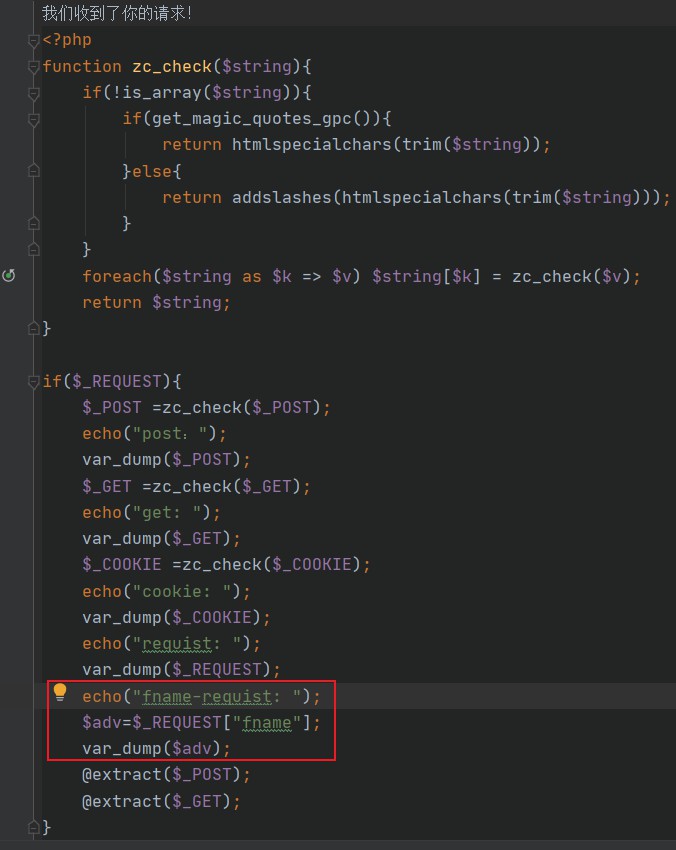 我们收到了你的请求!
<?php
function zc_check($string){
    if(!is_array($string)){
        if(get_magic_quotes_gpc()){
            return htmlspecialchars(trim($string));
        }else{
            return addslashes(htmlspecialchars(trim($string)));
        }
    }
    foreach($string as $k => $v) $string[$k] = zc_check($v);
    return $string;
}

if($_REQUEST){
    $_POST =zc_check($_POST);
    echo("post：");
    var_dump($_POST);
    $_GET =zc_check($_GET);
    echo("get: ");
    var_dump($_GET);
    $_COOKIE =zc_check($_COOKIE);
    echo("cookie: ");
    var_dump($_COOKIE);
    echo("requist: ");
    var_dump($_REQUEST);
    echo("fname-requist: ");
    $adv=$_REQUEST["fname"];
    var_dump($adv);
    @extract($_POST);
    @extract($_GET);
}